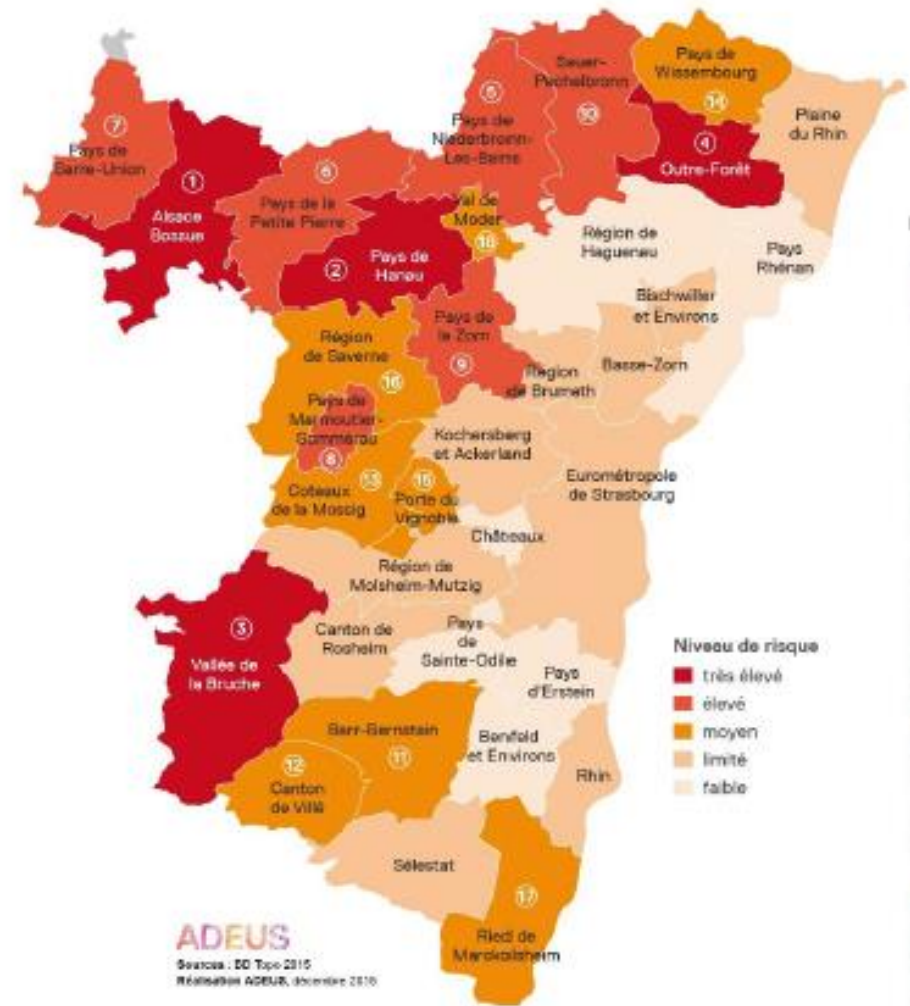 Pays de
Wissembourg
14
Sauer-
Pechelbronn
10
5
Pays de
Niederbronn-
Les-Bains
Plaine
du Rhin
4
Outre-Forêt
7
Pays de
Sarre-Union
1
Alsace
Bossue
6
Pays de la
Petite Pierre
Val de
Moder
18
2
Pays de
Hanau
Région de
Haguenau
Pays
Rhénan
Bischwiller
et Environs
Pays de
la Zorn
9
Région
de Saverne
16
Région
de Brumath
Basse-Zorn
Pays de
Marmoutier-
Sommerau
8
Kochersberg
et Ackerland
13
Coteaux
de la Mossig
15
Porte du
Vignoble
Eurométropole
de Strasbourg
Châteaux
Région de
Molsheim-Mutzig
3
Vallée de
la Bruche
Canton de
Rosheim
Pays
de
Sainte-Odile
Pays
d'Erstein
Barr-Bernstein
11
Benfeld
et Environs
12
Canton
de Villé
Rhin
Sélestat
17
Ried de
Marckolsheim
Niveau de risque
très élevé
élevé
moyen
limité
faible
ADEUS
Sources : BD Topo 2015
Réalisation ADEUS, décembre 2016